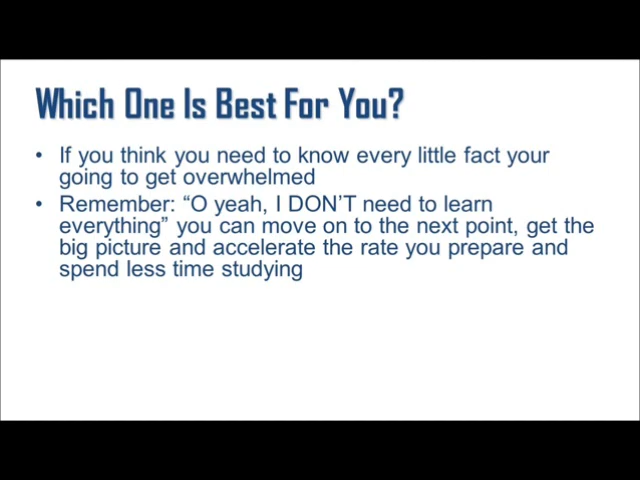 Which One Is Best For You?
• If you think you need to know every little fact your
going to get overwhelmed
• Remember: “O yeah, I DON’T need to learn
everything” you can move on to the next point, get the
big picture and accelerate the rate you prepare and
spend less time studying